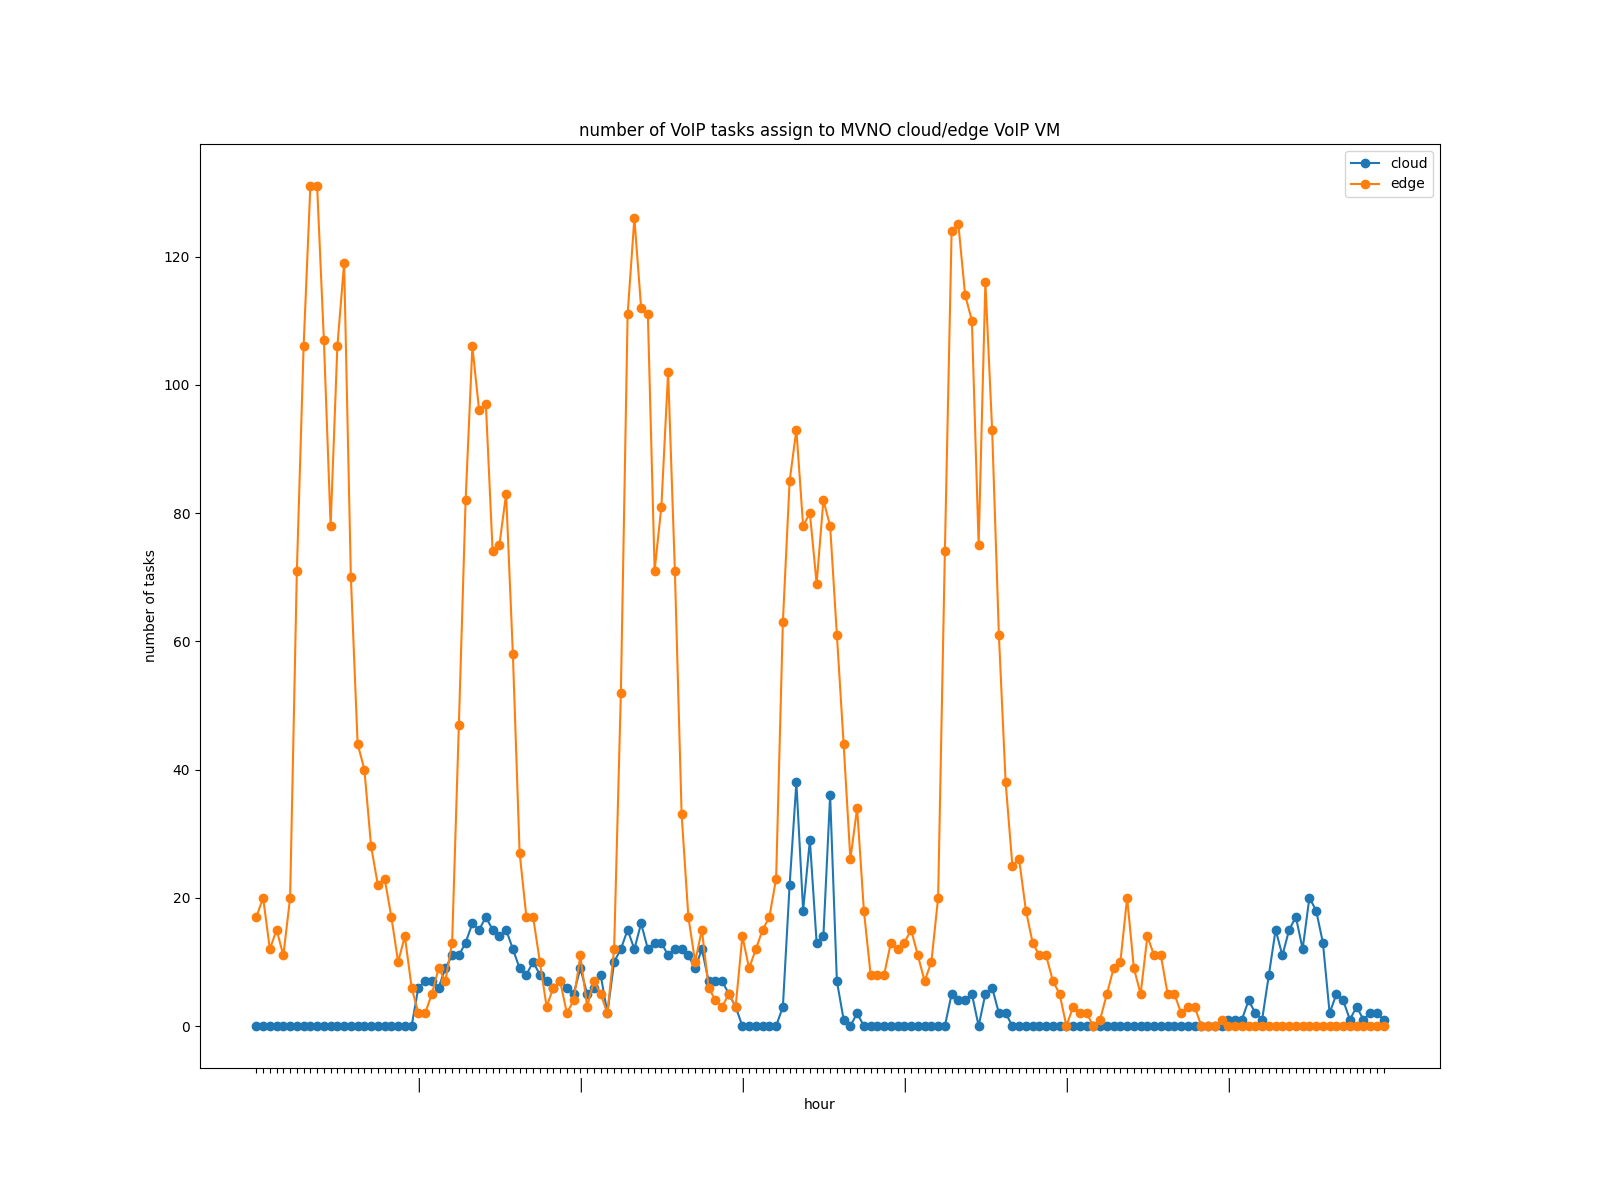 number of VoIP tasks assign to MVNO cloud/edge VoIP VM
cloud
edge
120
100
80
60
40
20
0
number of tasks
| | | | | |
hour